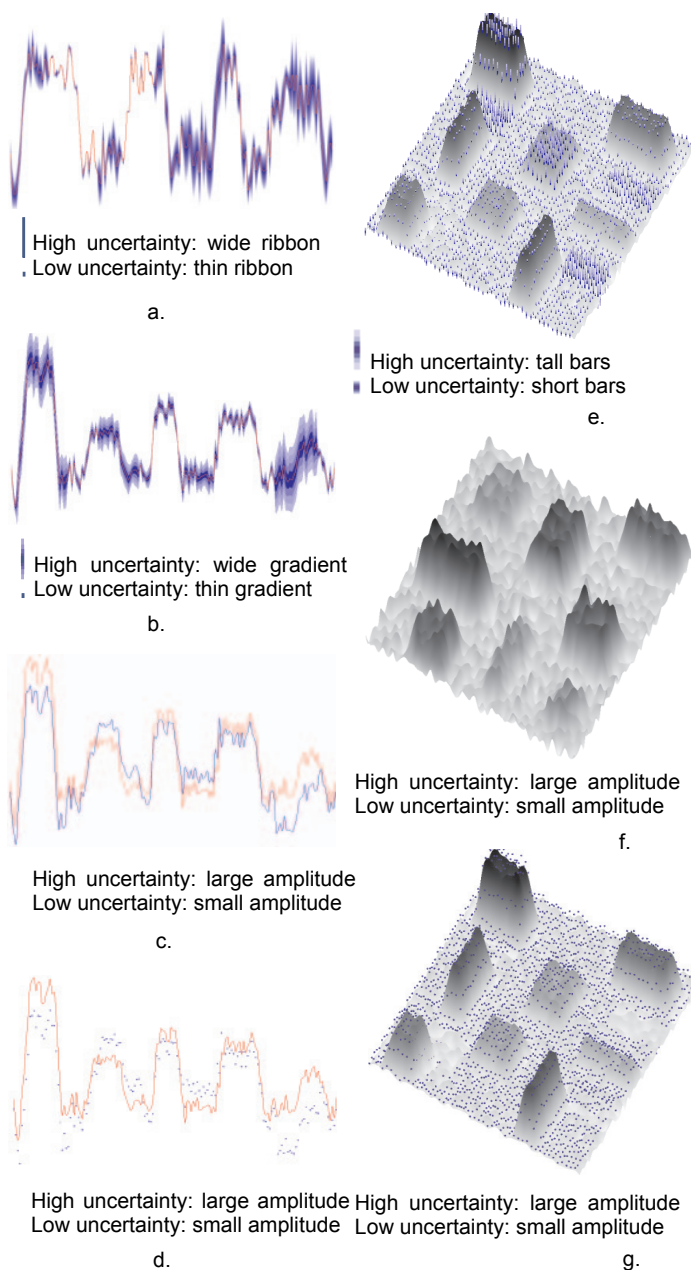 High uncertainty: wide ribbon
Low uncertainty: thin ribbon
a.
High uncertainty: wide gradient
Low uncertainty: thin gradient
b.
High uncertainty: large amplitude
Low uncertainty: small amplitude
c.
High uncertainty: large amplitude
Low uncertainty: small amplitude
d.
High uncertainty: tall bars
Low uncertainty: short bars
e.
High uncertainty: large amplitude
Low uncertainty: small amplitude
f.
High uncertainty: large amplitude
Low uncertainty: small amplitude
g.